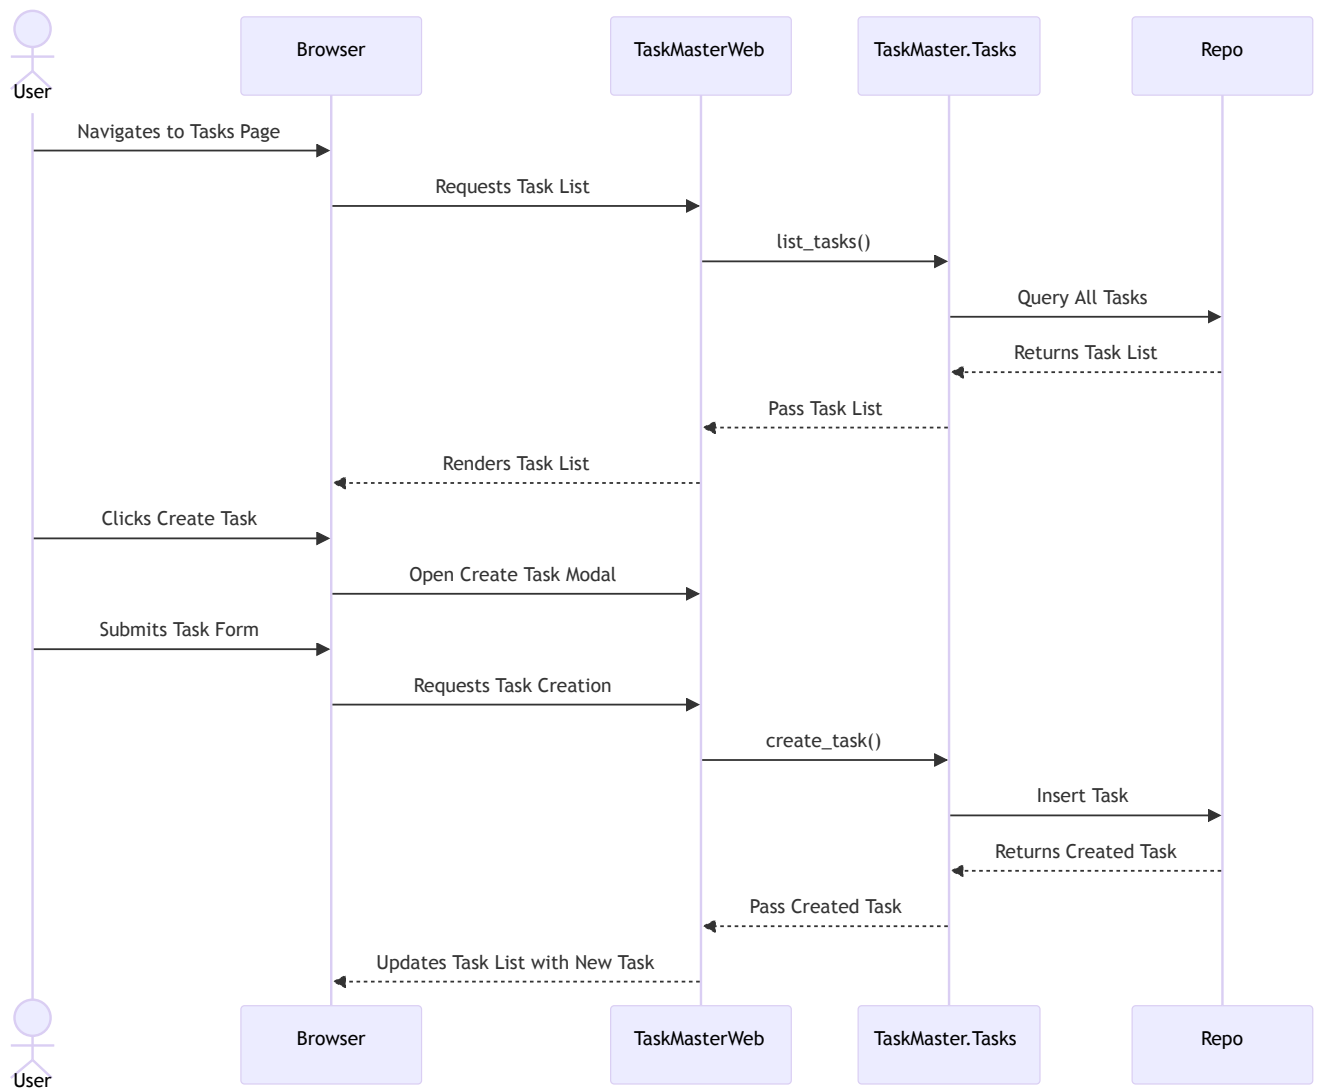 Browser
TaskMasterWeb
TaskMaster.Tasks
Repo
User
Navigates to Tasks Page
Requests Task List
list_tasks()
Query All Tasks
Returns Task List
Pass Task List
Renders Task List
Clicks Create Task
Open Create Task Modal
Submits Task Form
Requests Task Creation
create_task()
Insert Task
Returns Created Task
Pass Created Task
Updates Task List with New Task
Browser
TaskMasterWeb
TaskMaster.Tasks
Repo
User